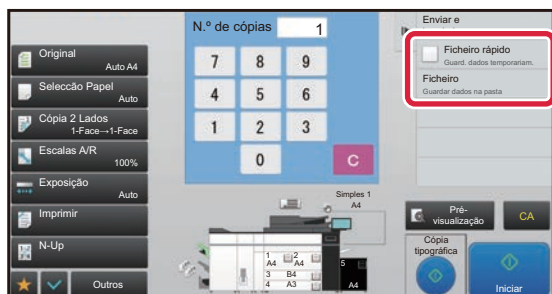 N.º de cópias 1
Enviar e
Original
Auto A4
Selecção Papel
Auto
Cópia 2 Lados
1-Face→1-Face
Escalas A/R
100%
Exposição
Auto
Imprimir
N-Up
Outros
7 8 9
4 5 6
1 2 3
0 C
Simples 1
A4
1 A4 2 A4
3 B4
4 A3
5 A4
Ficheiro rápido
Guard. dados temporariam.
Ficheiro
Guardar dados na pasta
Pré-
visualização
CA
Cópia
tipográfica
Iniciar